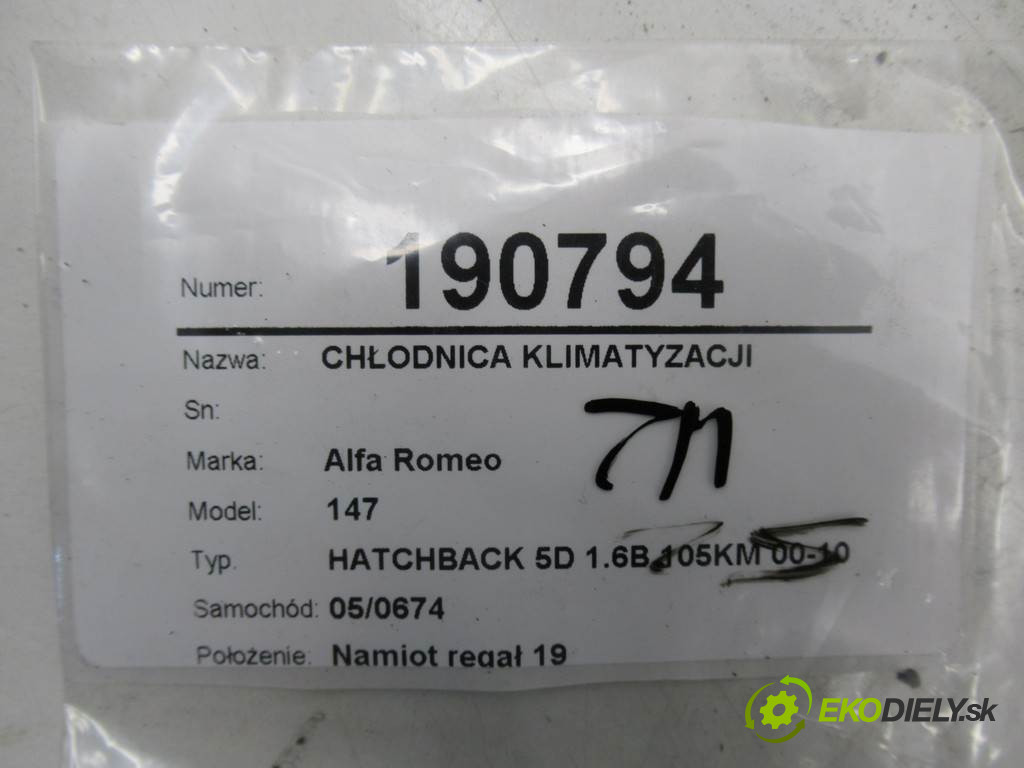 Numer: 190794
Nazwa: CHŁODNICA KLIMATYZACJI
Sn:
Marka: Alfa Romeo
Model: 147
Typ. HATCHBACK 5D 1.6B 105KM 00-10
Samochód: 05/0674
Położenie: Namiot regał 19
EKODIELY.sk